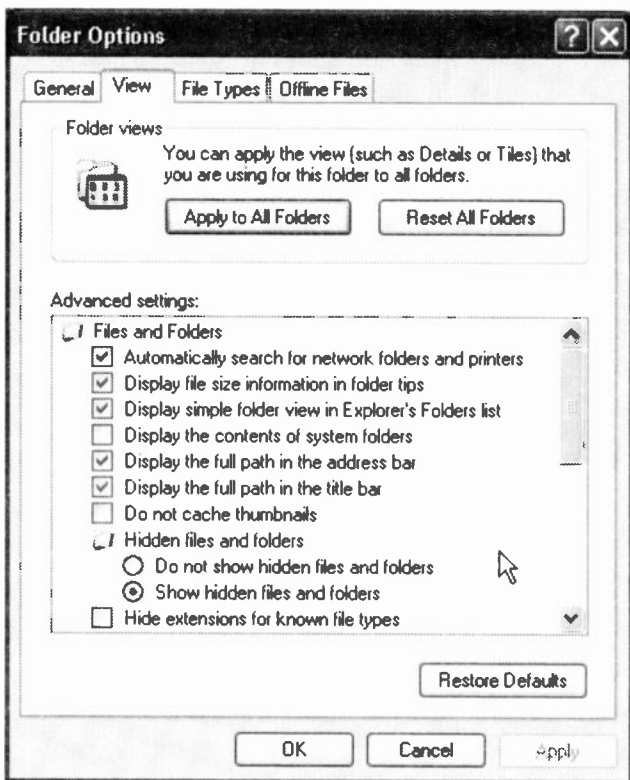 Folder Options
General View File Types Offline Files
Folder views
You can apply the view (such as Details or Tiles) that
you are using for this folder to all folders.
Apply to All Folders Reset All Folders
Advanced settings:
Files and Folders
Automatically search for network folders and printers
Display file size information in folder tips
Display simple folder view in Explorer's Folders list
Display the contents of system folders
Display the full path in the address bar
Display the full path in the title bar
Do not cache thumbnails
Hidden files and folders
Do not show hidden files and folders
Show hidden files and folders
Hide extensions for known file types
Restore Defaults
OK Cancel Apply